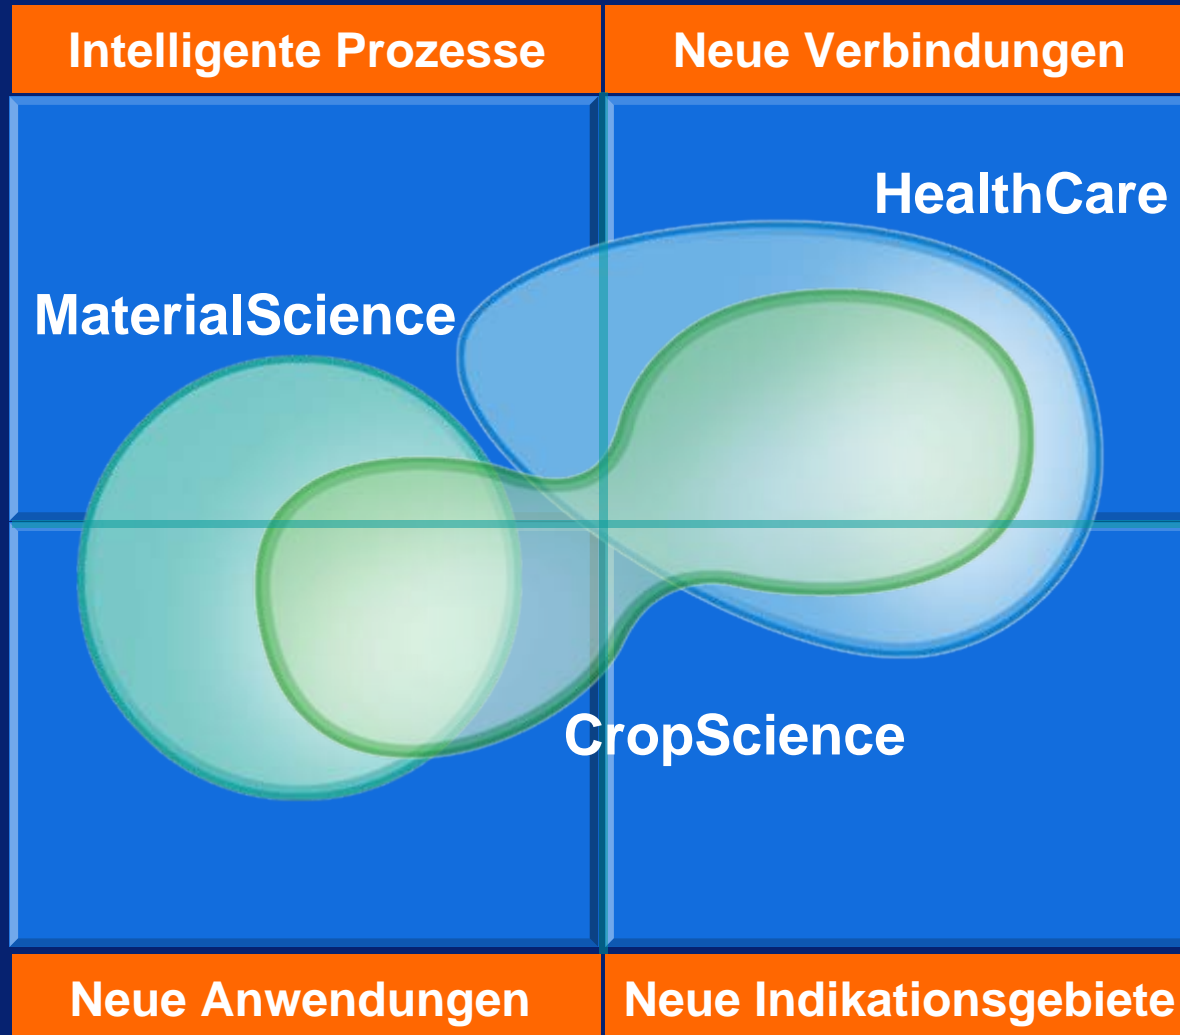 Intelligente Prozesse
Neue Verbindungen
HealthCare
MaterialScience
CropScience
Neue Anwendungen
Neue Indikationsgebiete